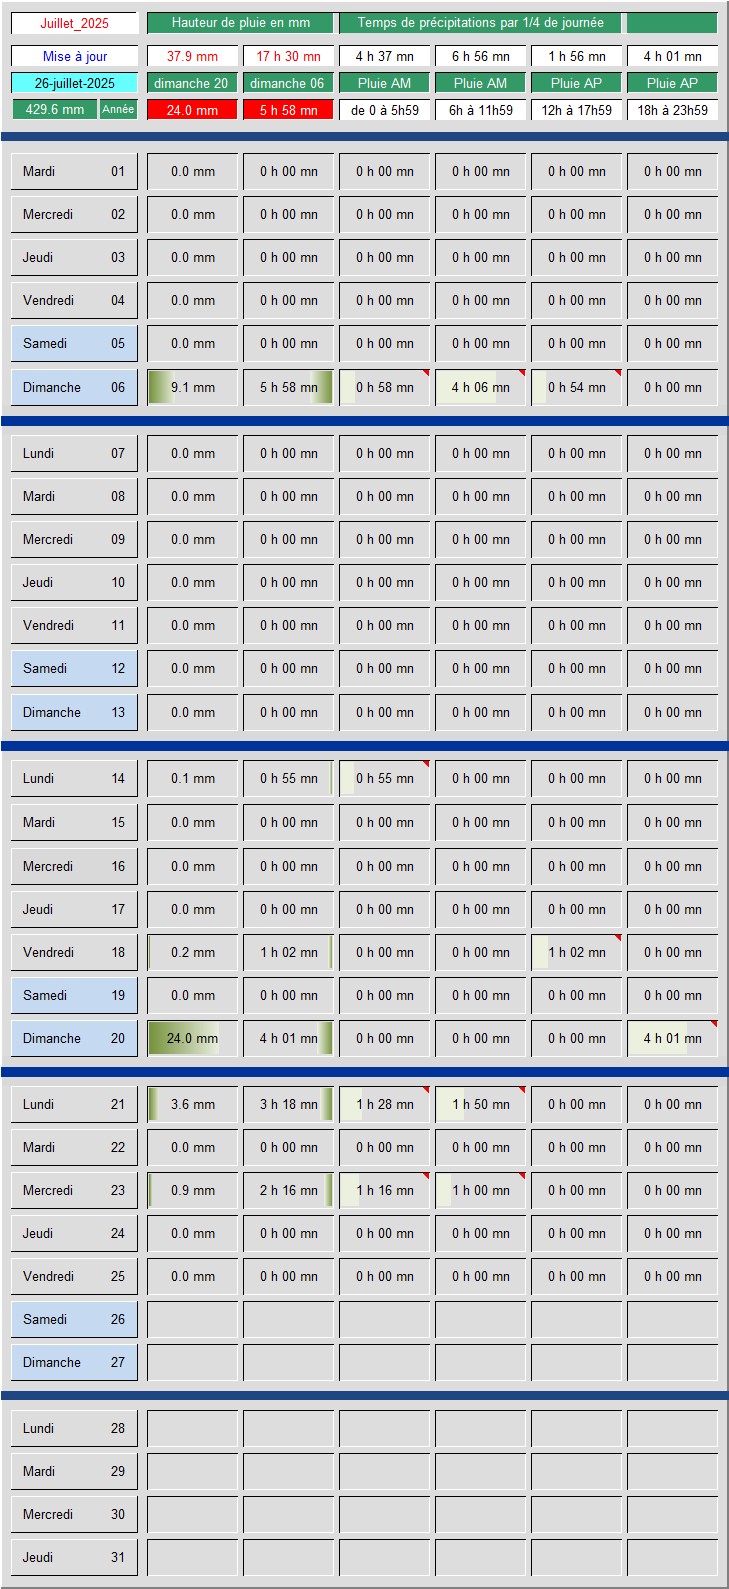 Juillet_2025 Hauteur de pluie en mm Temps de précipitations par 1/4 de journée
Mise à jour 37.9 mm 17 h 30 mn 4 h 37 mn 6 h 56 mn 1 h 56 mn 4 h 01 mn
26-juillet-2025 dimanche 20 dimanche 06 Pluie AM Pluie AM Pluie AP Pluie AP
429.6 mm Année 24.0 mm 5 h 58 mn de 0 à 5h59 6h à 11h59 12h à 17h59 18h à 23h59
Mardi 01 0.0 mm 0 h 00 mn 0 h 00 mn 0 h 00 mn 0 h 00 mn 0 h 00 mn
Mercredi 02 0.0 mm 0 h 00 mn 0 h 00 mn 0 h 00 mn 0 h 00 mn 0 h 00 mn
Jeudi 03 0.0 mm 0 h 00 mn 0 h 00 mn 0 h 00 mn 0 h 00 mn 0 h 00 mn
Vendredi 04 0.0 mm 0 h 00 mn 0 h 00 mn 0 h 00 mn 0 h 00 mn 0 h 00 mn
Samedi 05 0.0 mm 0 h 00 mn 0 h 00 mn 0 h 00 mn 0 h 00 mn 0 h 00 mn
Dimanche 06 9.1 mm 5 h 58 mn 0 h 58 mn 4 h 06 mn 0 h 54 mn 0 h 00 mn
Lundi 07 0.0 mm 0 h 00 mn 0 h 00 mn 0 h 00 mn 0 h 00 mn 0 h 00 mn
Mardi 08 0.0 mm 0 h 00 mn 0 h 00 mn 0 h 00 mn 0 h 00 mn 0 h 00 mn
Mercredi 09 0.0 mm 0 h 00 mn 0 h 00 mn 0 h 00 mn 0 h 00 mn 0 h 00 mn
Jeudi 10 0.0 mm 0 h 00 mn 0 h 00 mn 0 h 00 mn 0 h 00 mn 0 h 00 mn
Vendredi 11 0.0 mm 0 h 00 mn 0 h 00 mn 0 h 00 mn 0 h 00 mn 0 h 00 mn
Samedi 12 0.0 mm 0 h 00 mn 0 h 00 mn 0 h 00 mn 0 h 00 mn 0 h 00 mn
Dimanche 13 0.0 mm 0 h 00 mn 0 h 00 mn 0 h 00 mn 0 h 00 mn 0 h 00 mn
Lundi 14 0.1 mm 0 h 55 mn 0 h 55 mn 0 h 00 mn 0 h 00 mn 0 h 00 mn
Mardi 15 0.0 mm 0 h 00 mn 0 h 00 mn 0 h 00 mn 0 h 00 mn 0 h 00 mn
Mercredi 16 0.0 mm 0 h 00 mn 0 h 00 mn 0 h 00 mn 0 h 00 mn 0 h 00 mn
Jeudi 17 0.0 mm 0 h 00 mn 0 h 00 mn 0 h 00 mn 0 h 00 mn 0 h 00 mn
Vendredi 18 0.2 mm 1 h 02 mn 0 h 00 mn 0 h 00 mn 1 h 02 mn 0 h 00 mn
Samedi 19 0.0 mm 0 h 00 mn 0 h 00 mn 0 h 00 mn 0 h 00 mn 0 h 00 mn
Dimanche 20 24.0 mm 4 h 01 mn 0 h 00 mn 0 h 00 mn 0 h 00 mn 4 h 01 mn
Lundi 21 3.6 mm 3 h 18 mn 1 h 28 mn 1 h 50 mn 0 h 00 mn 0 h 00 mn
Mardi 22 0.0 mm 0 h 00 mn 0 h 00 mn 0 h 00 mn 0 h 00 mn 0 h 00 mn
Mercredi 23 0.9 mm 2 h 16 mn 1 h 16 mn 1 h 00 mn 0 h 00 mn 0 h 00 mn
Jeudi 24 0.0 mm 0 h 00 mn 0 h 00 mn 0 h 00 mn 0 h 00 mn 0 h 00 mn
Vendredi 25 0.0 mm 0 h 00 mn 0 h 00 mn 0 h 00 mn 0 h 00 mn 0 h 00 mn
Samedi 26
Dimanche 27
Lundi 28
Mardi 29
Mercredi 30
Jeudi 31